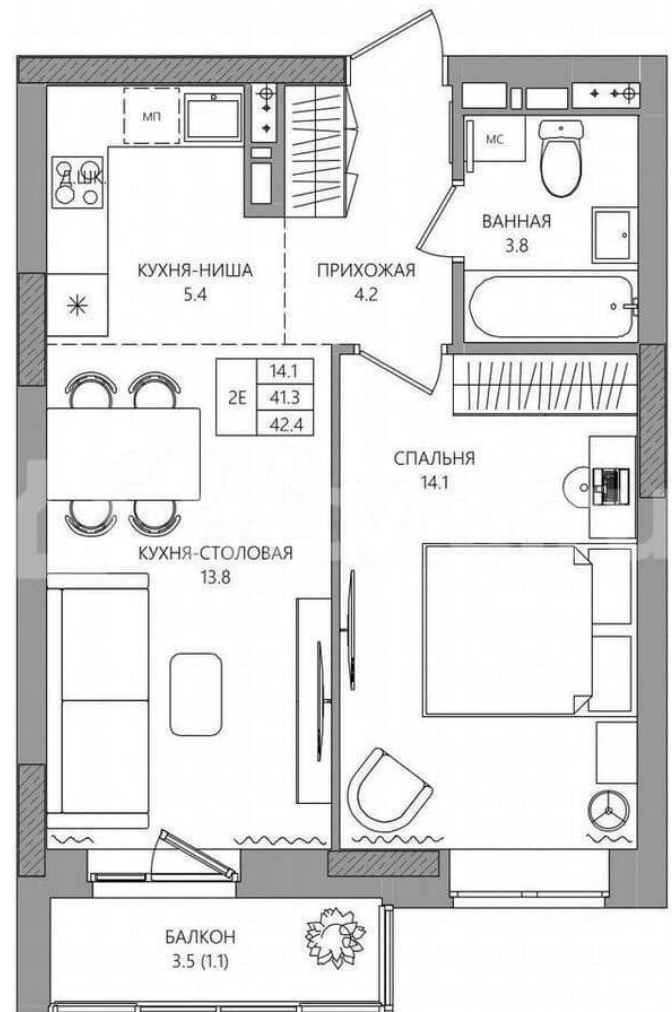 МП
МС
Д.ШК.
ВАННАЯ
3.8
КУХНЯ-НИША
5.4
ПРИХОЖАЯ
4.2
2Е
14.1
41.3
42.4
СПАЛЬНЯ
14.1
КУХНЯ-СТОЛОВАЯ
13.8
БАЛКОН
3.5 (1.1)